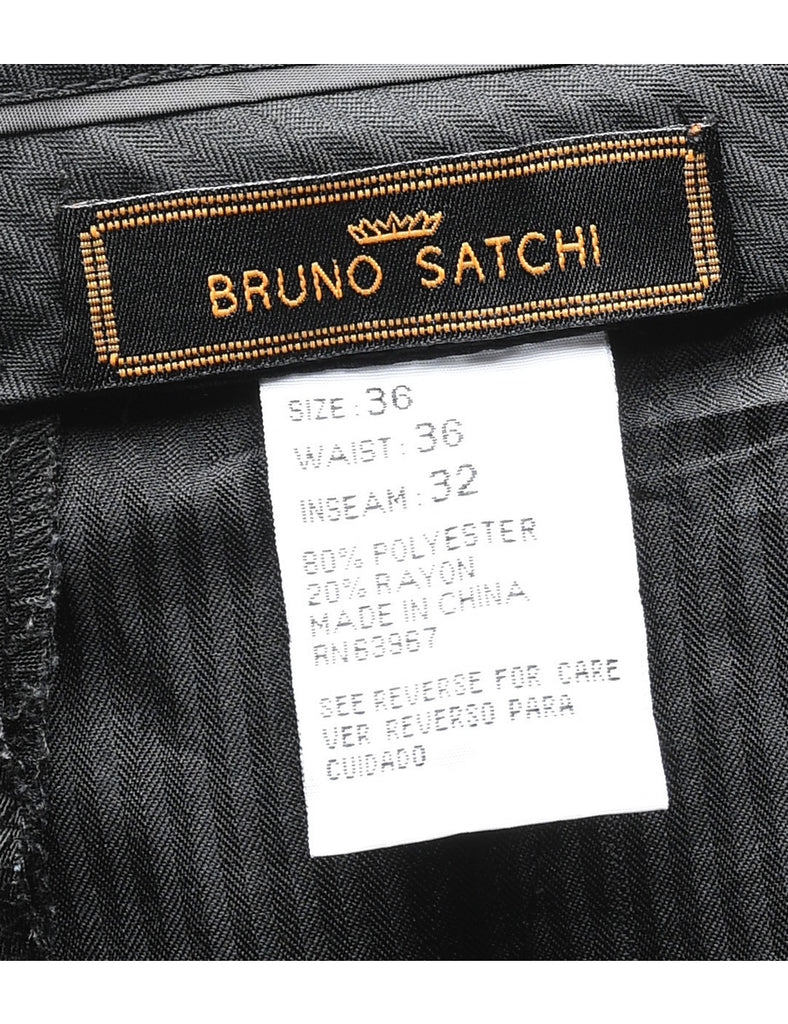 BRUNO SATCHI
SIZE: 36
WAIST: 36
INSEAM: 32
80% POLYESTER
20% RAYON
MADE IN CHINA
RN63967
SEE REVERSE FOR CARE
VER REVERSO PARA
CUIDADO